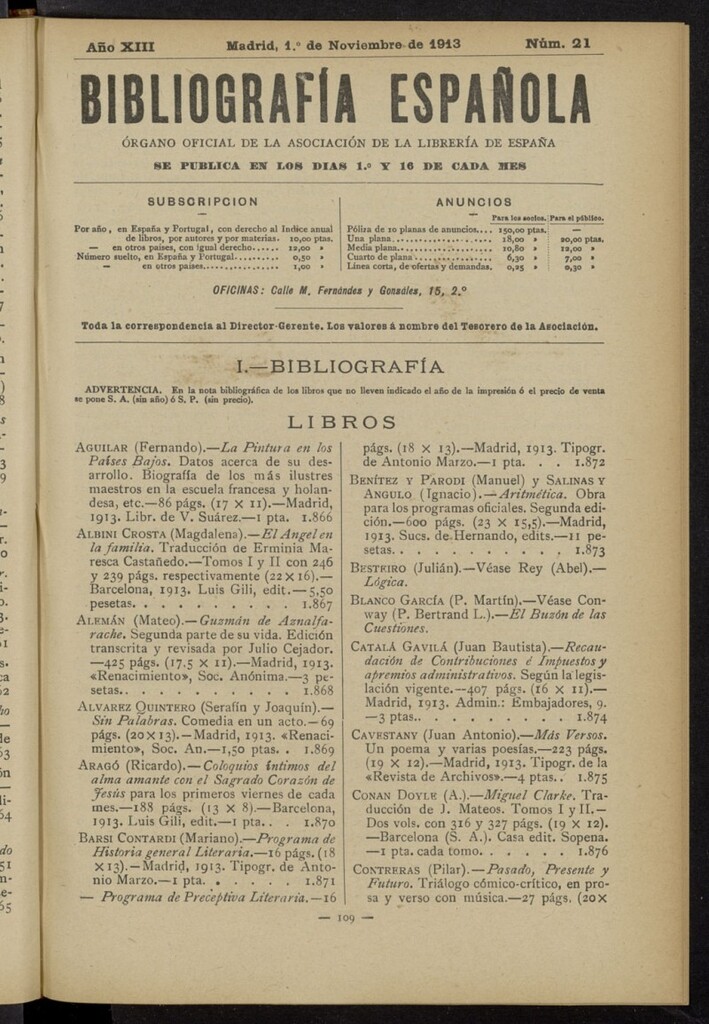 Año XIII Madrid, 1.º de Noviembre de 1913 Núm. 21
BIBLIOGRAFÍA ESPAÑOLA
ÓRGANO OFICIAL DE LA ASOCIACIÓN DE LA LIBRERÍA DE ESPAÑA
SE PUBLICA EN LOS DIAS 1.º Y 16 DE CADA MES
SUBSCRIPCION
Por año, en España y Portugal, con derecho al Indice anual
de libros, por autores y por materias. 10,00 ptas.
— en otros países, con igual derecho........ 12,00 »
Número suelto, en España y Portugal......... 0,50 »
— en otros países............... 1,00 »
ANUNCIOS
Para los socios. Para el público.
Póliza de 10 planas de anuncios.... 150,00 ptas. —
Una plana................... 18,00 » 20,00 ptas.
Media plana................. 10,80 » 12,00 »
Cuarto de plana............. 6,30 » 7,00 »
Línea corta, de ofertas y demandas. 0,25 » 0,30 »
OFICINAS: Calle M. Fernández y González, 15, 2.º
Toda la correspondencia al Director-Gerente. Los valores á nombre del Tesorero de la Asociación.
I.—BIBLIOGRAFÍA
ADVERTENCIA. En la nota bibliográfica de los libros que no lleven indicado el año de la impresión ó el precio de venta
se pone S. A. (sin año) ó S. P. (sin precio).
LIBROS
AGUILAR (Fernando).—La Pintura en los
Países Bajos. Datos acerca de su des-
arrollo. Biografía de los más ilustres
maestros en la escuela francesa y holan-
desa, etc.—86 págs. (17 × 11).—Madrid,
1913. Libr. de V. Suárez.—1 pta. 1.866
ALBINI CROSTA (Magdalena).—El Angel en
la familia. Traducción de Erminia Ma-
resca Castañedo.—Tomos I y II con 246
y 239 págs. respectivamente (22×16).—
Barcelona, 1913. Luis Gili, edit.—5,50
pesetas. . . . . . . . . . 1.867
ALEMÁN (Mateo).—Guzmán de Aznalfa-
rache. Segunda parte de su vida. Edición
transcrita y revisada por Julio Cejador.
—425 págs. (17.5 × 11).—Madrid, 1913.
«Renacimiento», Soc. Anónima.—3 pe-
setas. . . . . . . . . . . 1.868
ALVAREZ QUINTERO (Serafín y Joaquín).—
Sin Palabras. Comedia en un acto.—69
págs. (20×13).—Madrid, 1913. «Renaci-
miento», Soc. An.—1,50 ptas. . 1.869
ARAGÓ (Ricardo).—Coloquios íntimos del
alma amante con el Sagrado Corazón de
Jesús para los primeros viernes de cada
mes.—188 págs. (13 × 8).—Barcelona,
1913. Luis Gili, edit.—1 pta. . . 1.870
BARSI CONTARDI (Mariano).—Programa de
Historia general Literaria.—16 págs. (18
×13).—Madrid, 1913. Tipogr. de Anto-
nio Marzo.—1 pta. . . . . . 1.871
— Programa de Preceptiva Literaria.—16
págs. (18 × 13).—Madrid, 1913. Tipogr.
de Antonio Marzo.—1 pta. . . 1.872
BENÍTEZ Y PARODI (Manuel) y SALINAS Y
ANGULO (Ignacio).—Aritmética. Obra
para los programas oficiales. Segunda edi-
ción.—600 págs. (23 × 15,5).—Madrid,
1913. Sucs. de Hernando, edits.—11 pe-
setas. . . . . . . . . . . 1.873
BESTEIRO (Julián).—Véase Rey (Abel).—
Lógica.
BLANCO GARCÍA (P. Martín).—Véase Con-
way (P. Bertrand L.).—El Buzón de las
Cuestiones.
CATALÁ GAVILÁ (Juan Bautista).—Recau-
dación de Contribuciones é Impuestos y
apremios administrativos. Según la legis-
lación vigente.—407 págs. (16 × 11).—
Madrid, 1913. Admin.: Embajadores, 9.
—3 ptas. . . . . . . . . . 1.874
CAVESTANY (Juan Antonio).—Más Versos.
Un poema y varias poesías.—223 págs.
(19 × 12).—Madrid, 1913. Tipogr. de la
«Revista de Archivos».—4 ptas. . 1.875
CONAN DOYLE (A.).—Miguel Clarke. Tra-
ducción de J. Mateos. Tomos I y II.—
Dos vols. con 316 y 327 págs. (19 × 12).
—Barcelona (S. A.). Casa edit. Sopena.
—1 pta. cada tomo. . . . . . 1.876
CONTRERAS (Pilar).—Pasado, Presente y
Futuro. Triálogo cómico-crítico, en pro-
sa y verso con música.—27 págs. (20×
— 109 —